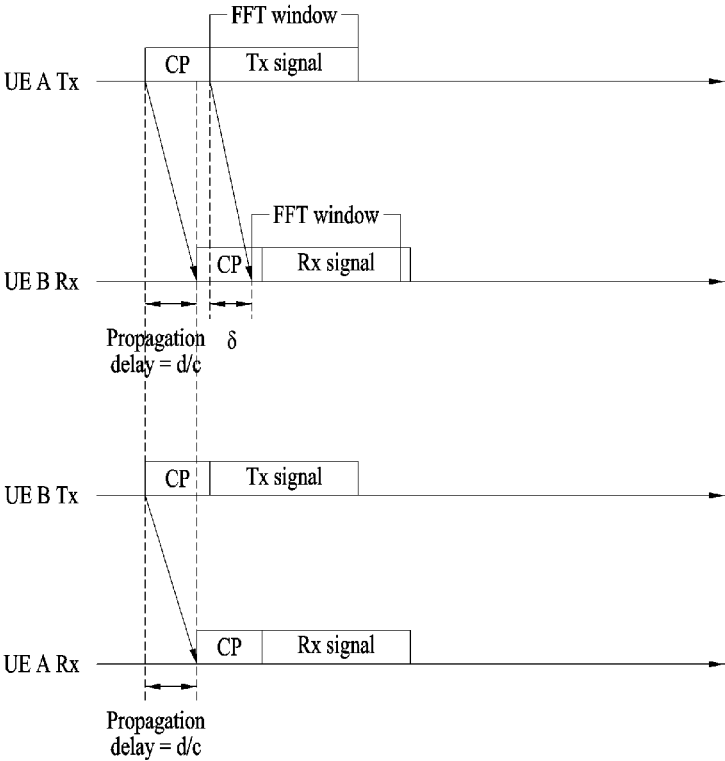 FFT window
CP
Tx signal
UE A Tx
FFT window
CP
Rx signal
UE B Rx
Propagation
delay = d/c
δ
CP
Tx signal
UE B Tx
CP
Rx signal
UE A Rx
Propagation
delay = d/c